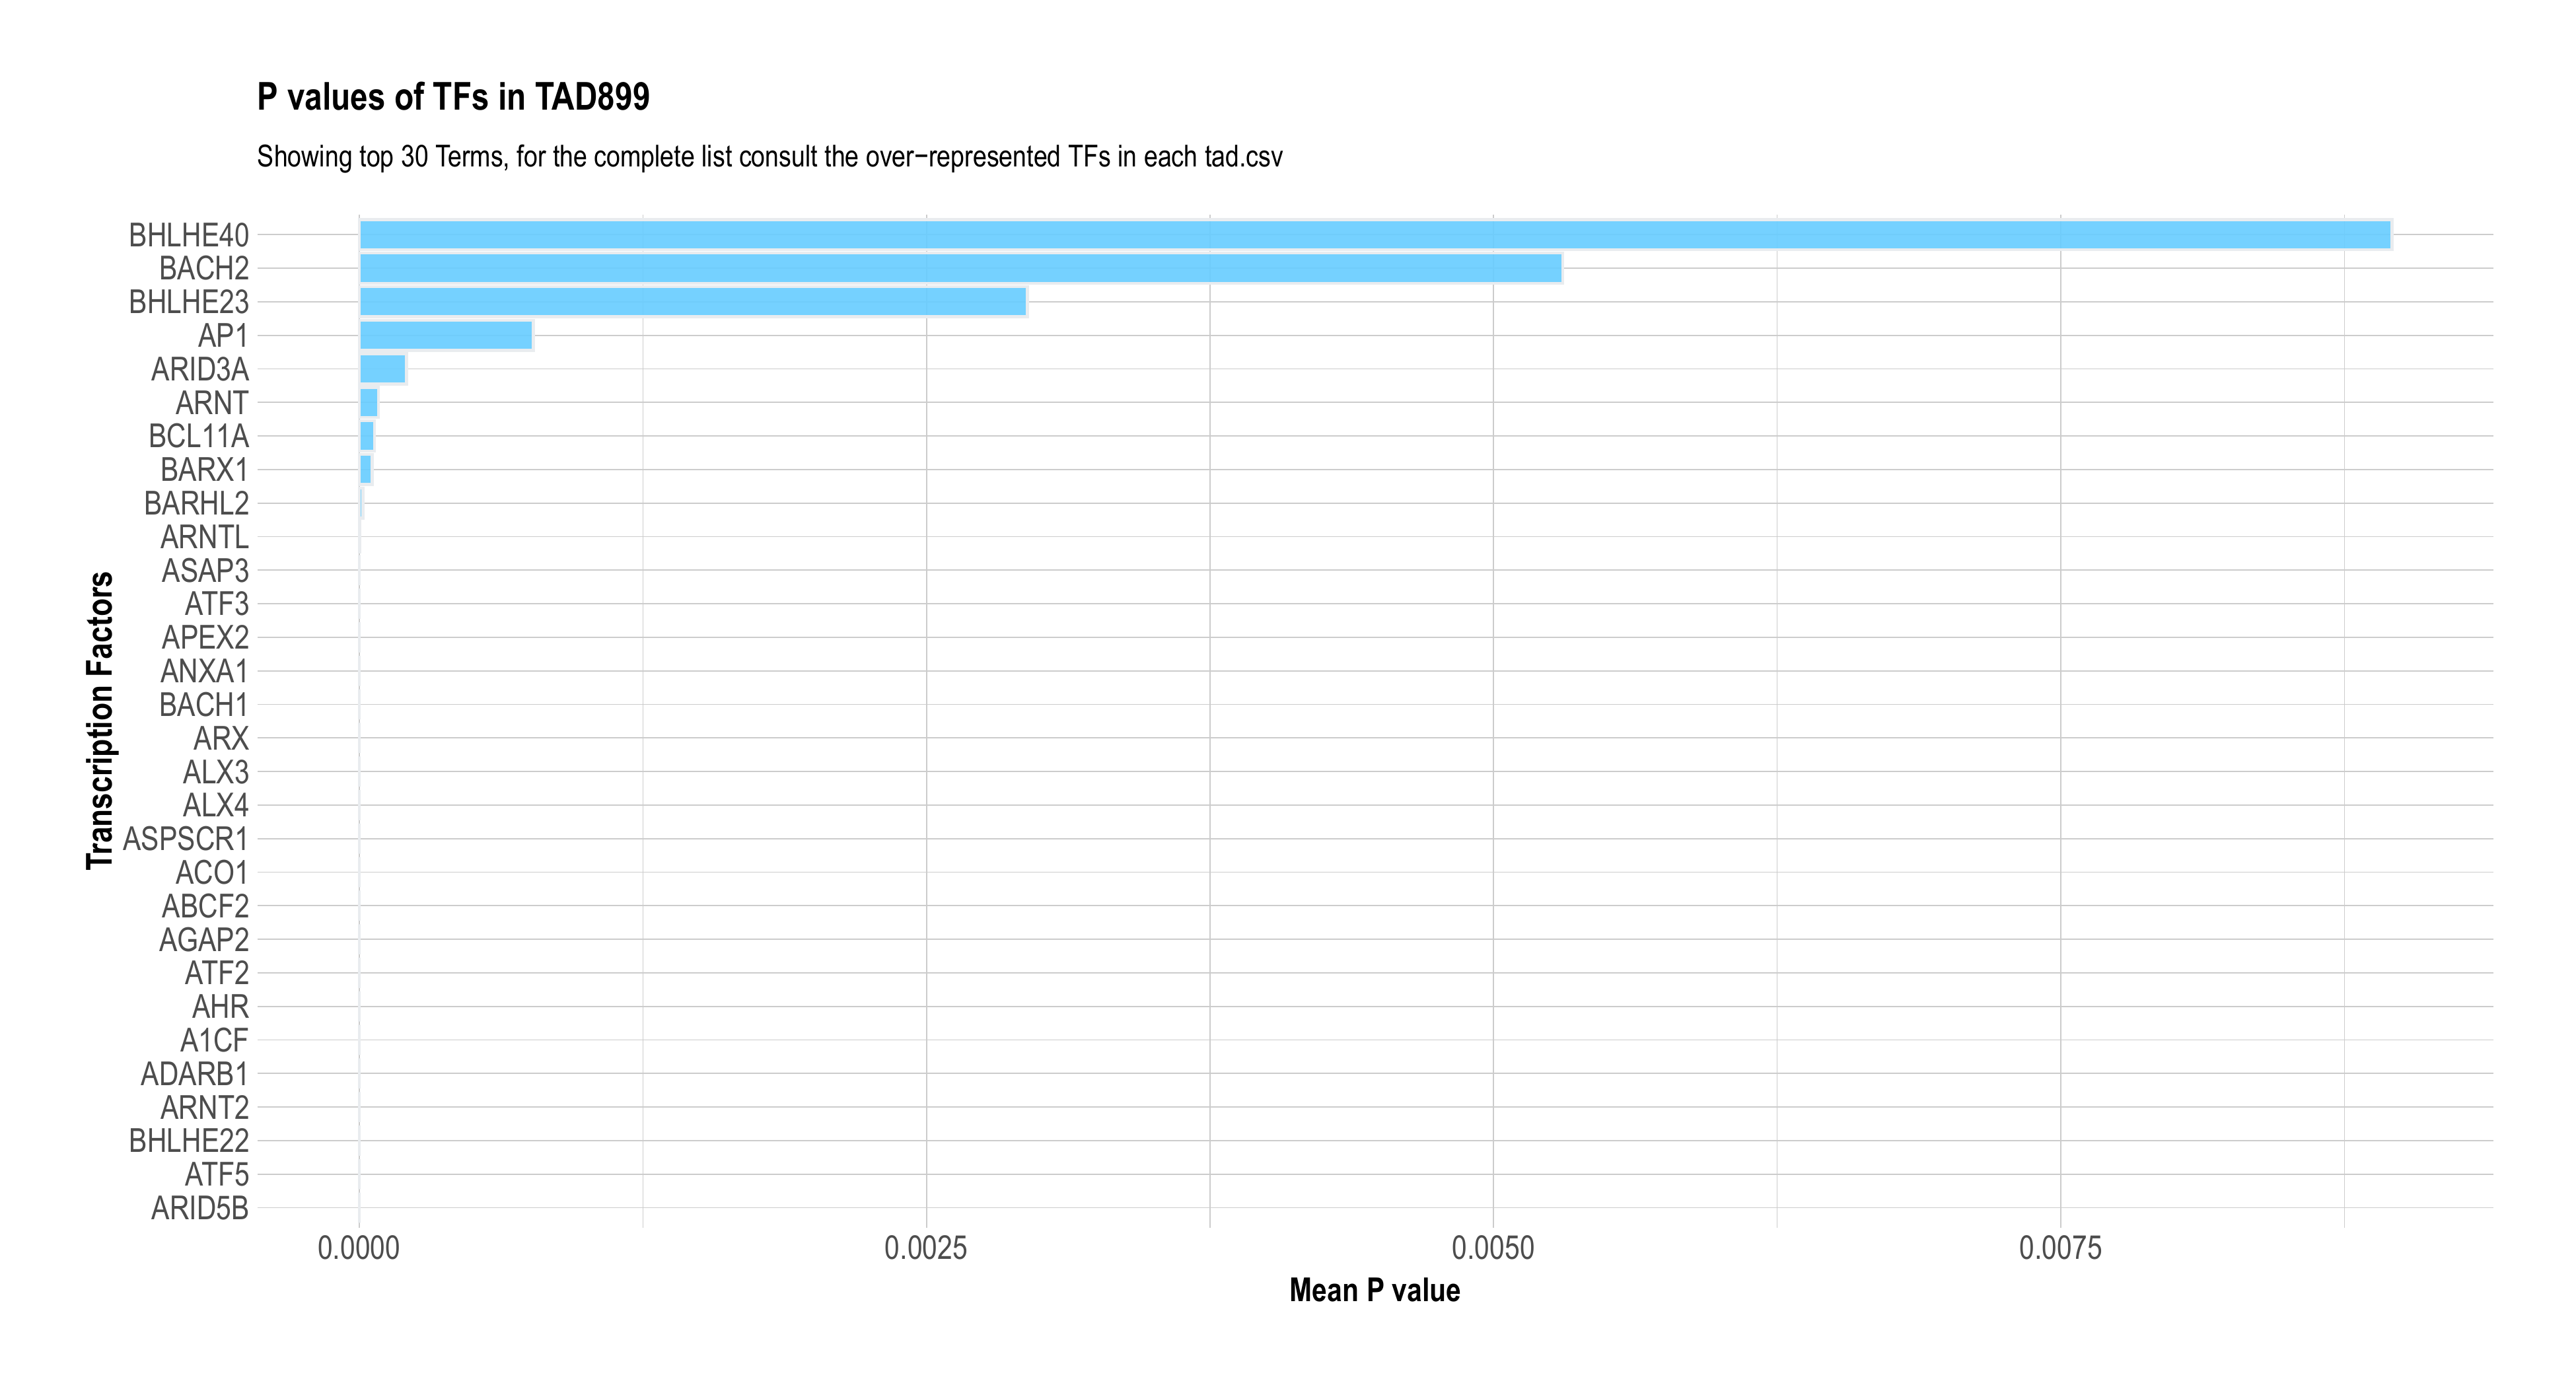 P values of TFs in TAD899
Showing top 30 Terms, for the complete list consult the over−represented TFs in each tad.csv
Transcription Factors
BHLHE40
BACH2
BHLHE23
AP1
ARID3A
ARNT
BCL11A
BARX1
BARHL2
ARNTL
ASAP3
ATF3
APEX2
ANXA1
BACH1
ARX
ALX3
ALX4
ASPSCR1
ACO1
ABCF2
AGAP2
ATF2
AHR
A1CF
ADARB1
ARNT2
BHLHE22
ATF5
ARID5B
0.0000 0.0025 0.0050 0.0075
Mean P value